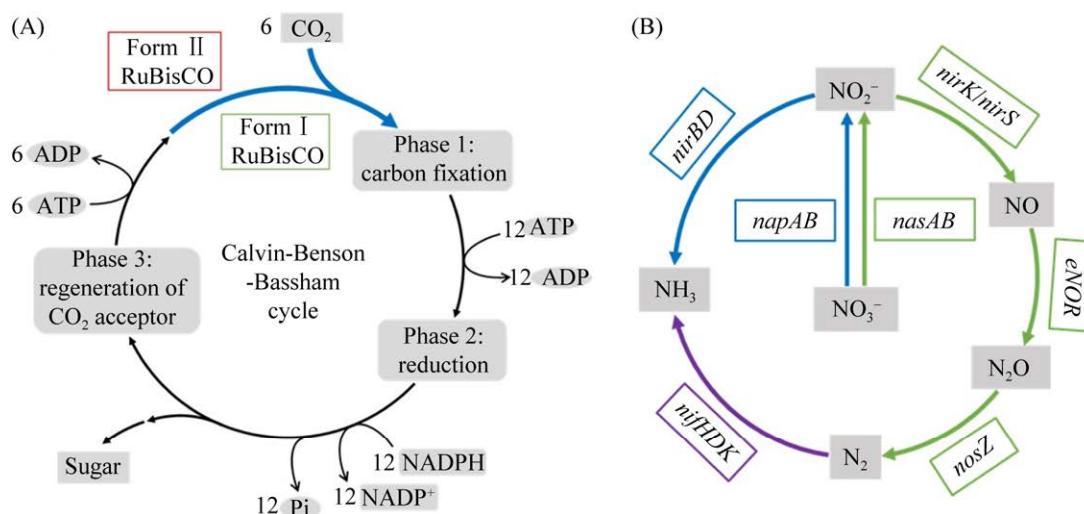 (A)
6 CO₂
Form Ⅱ
RuBisCO
Form Ⅰ
RuBisCO
Phase 1:
carbon fixation
6 ADP
6 ATP
12 ATP
12 ADP
Calvin-Benson
-Bassham
cycle
Phase 3:
regeneration of
CO₂ acceptor
Phase 2:
reduction
Sugar
12 Pi
12 NADP⁺
12 NADPH
(B)
NO₂⁻
nirK/nirS
nirBD
napAB
nasAB
NO
NH₃
NO₃⁻
eNOR
N₂O
nifHDK
N₂
nosZ